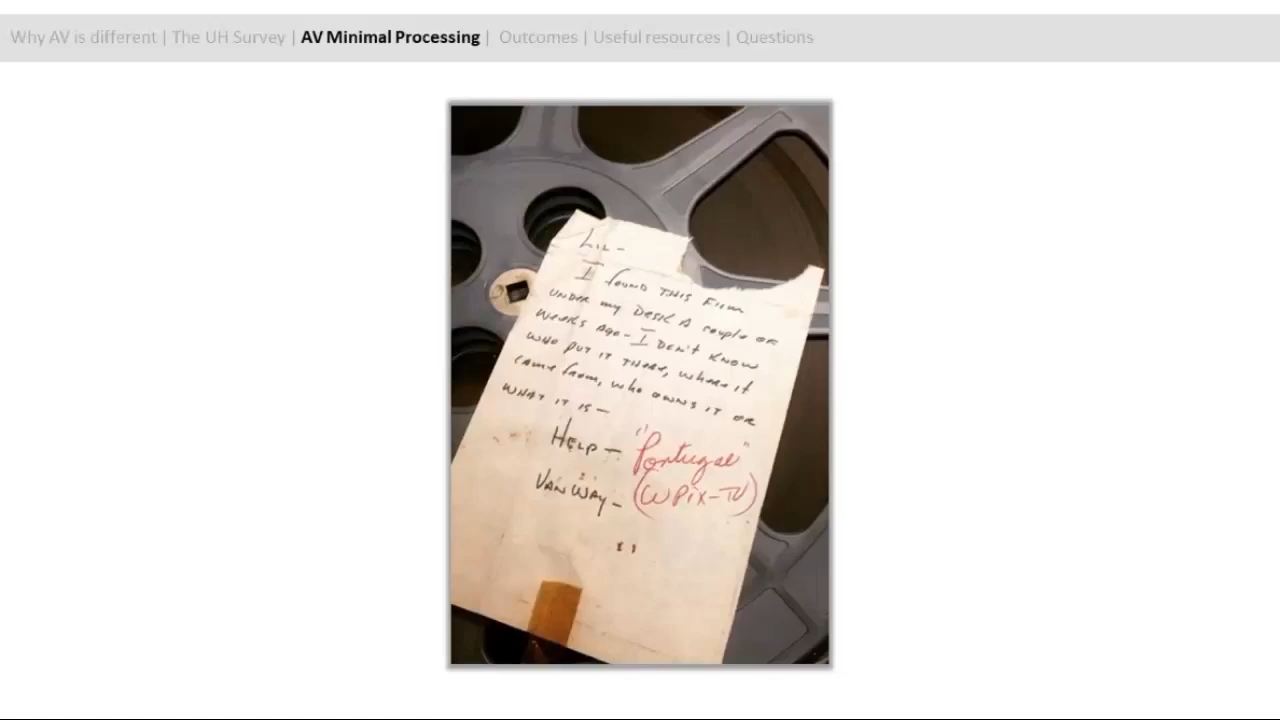 Why AV is different | The UH Survey | AV Minimal Processing | Outcomes | Useful resources | Questions
LIL -
I found THIS FILM
UNDER my DESK A couple OF
WEEKS AGO - I DON'T KNOW
WHO PUT IT THERE, where it
came from, who owns IT OR
WHAT IT IS -
HELP - "Portugal"
VANWAY - (WPIX-TV)